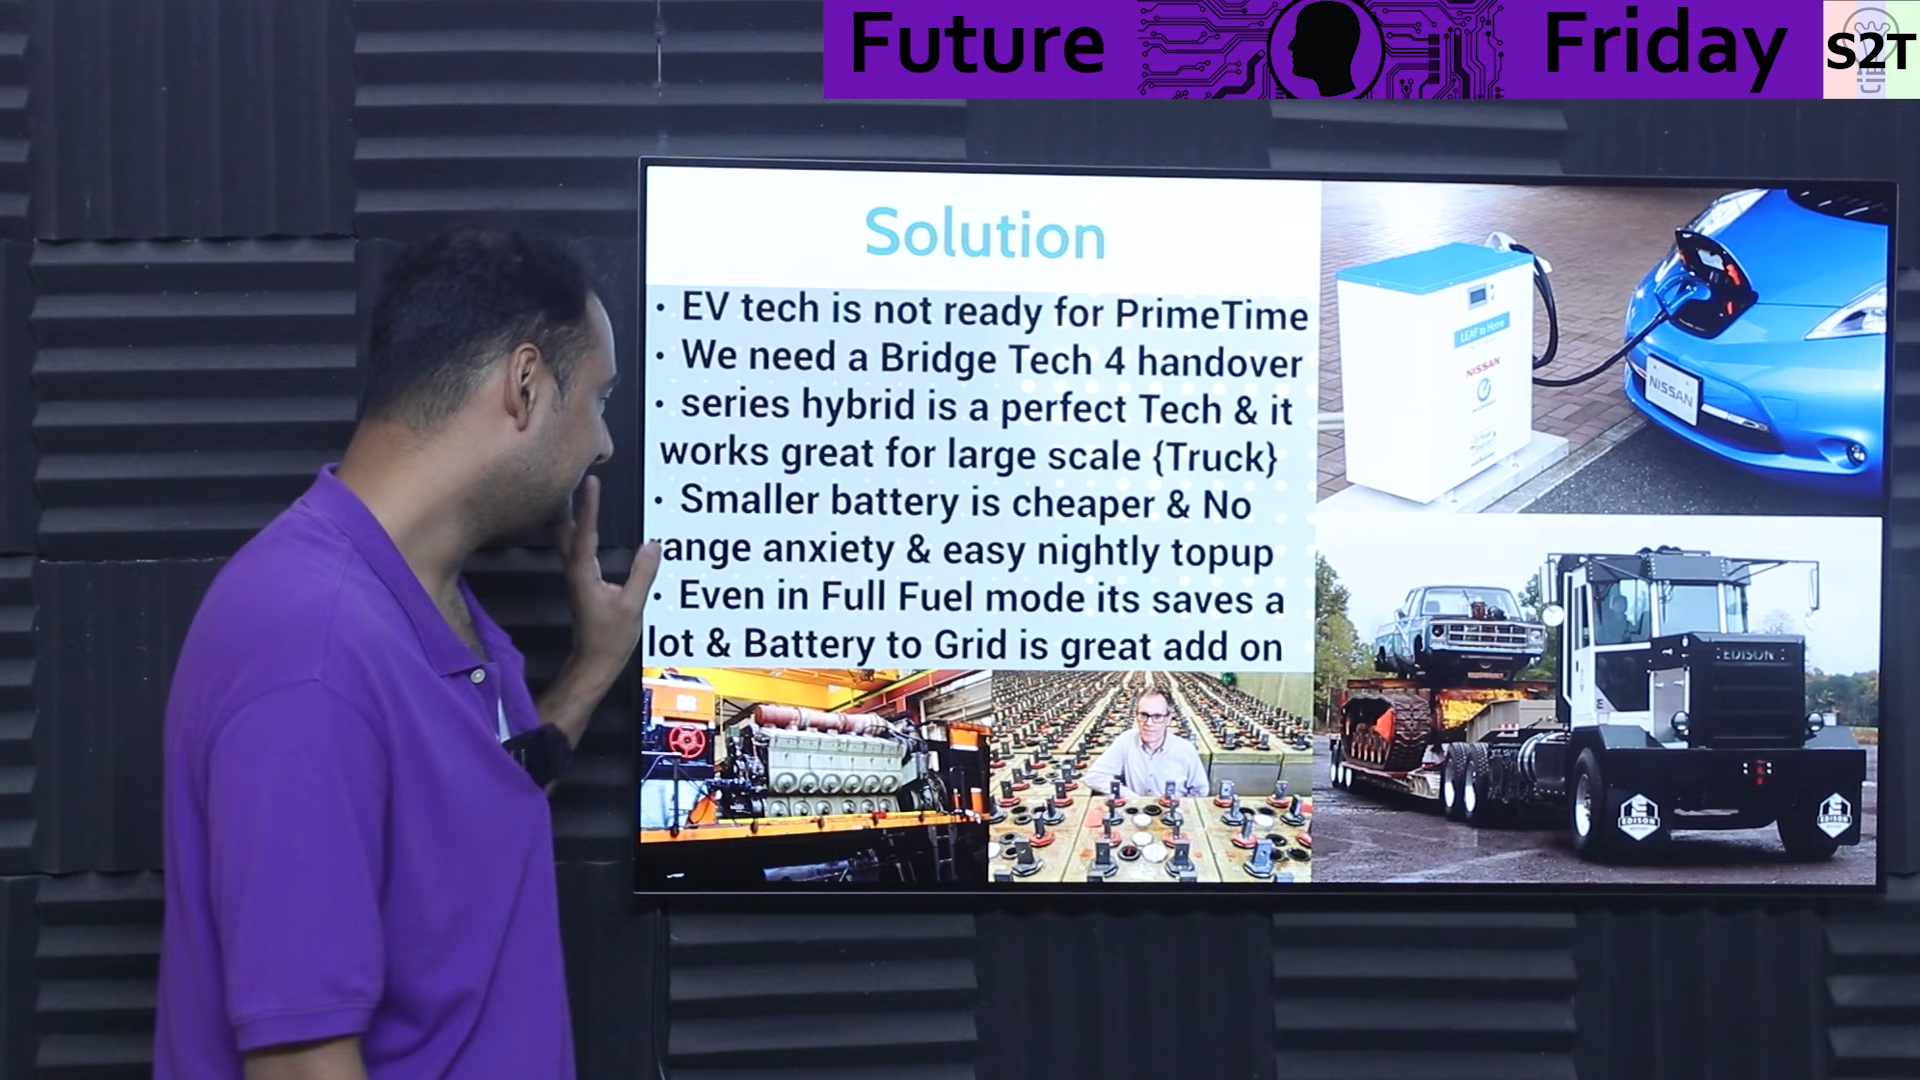 Future Friday
S2T
Solution
• EV tech is not ready for PrimeTime
• We need a Bridge Tech 4 handover
• series hybrid is a perfect Tech & it
works great for large scale {Truck}
• Smaller battery is cheaper & No
range anxiety & easy nightly topup
• Even in Full Fuel mode its saves a
lot & Battery to Grid is great add on
LEAF to Home
NISSAN
NISSAN
EDISON
EDISON
EDISON